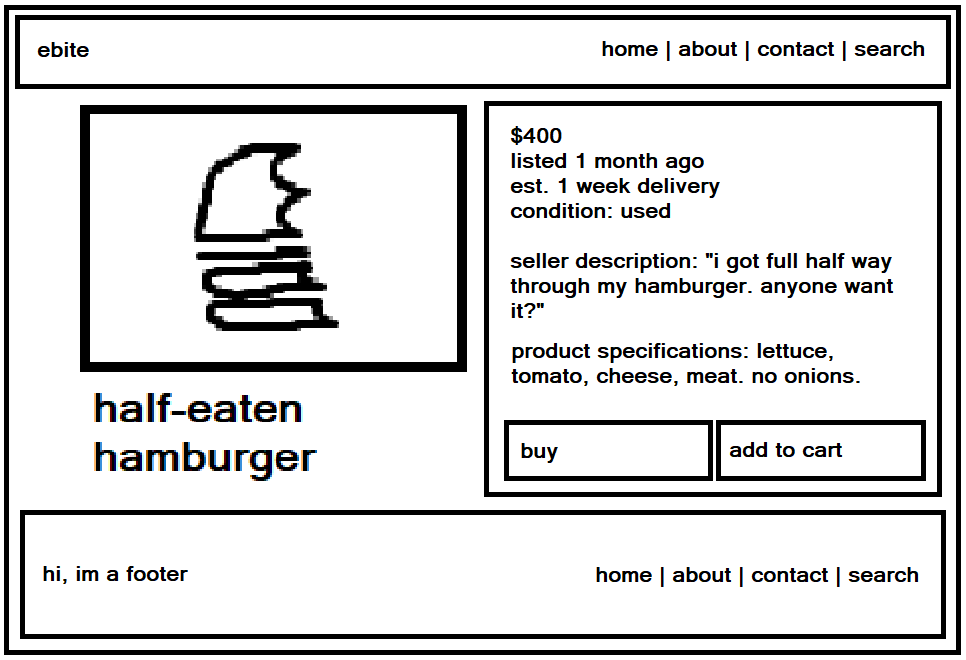 ebite
home | about | contact | search
half-eaten
hamburger
$400
listed 1 month ago
est. 1 week delivery
condition: used
seller description: "i got full half way
through my hamburger. anyone want
it?"
product specifications: lettuce,
tomato, cheese, meat. no onions.
buy
add to cart
hi, im a footer
home | about | contact | search